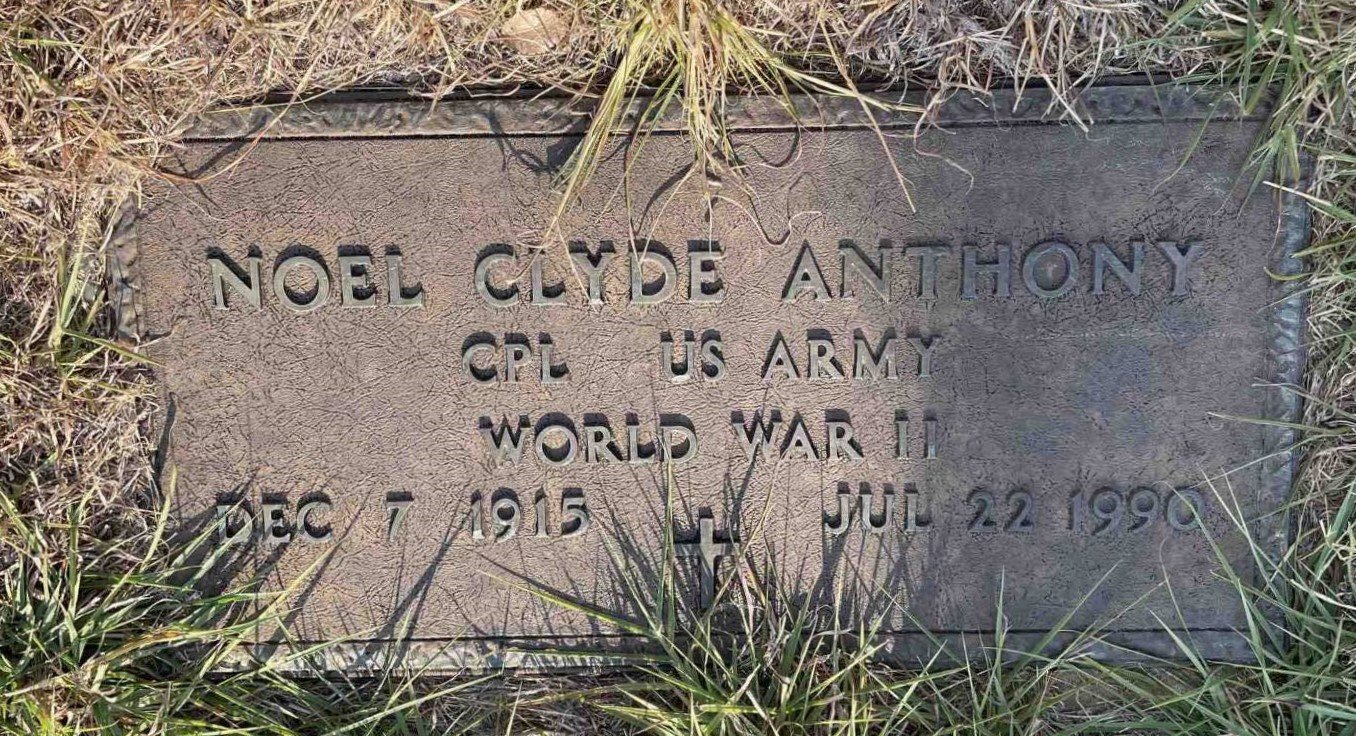 NOEL CLYDE ANTHONY
CPL US ARMY
WORLD WAR II
DEC 7 1915 JUL 22 1990